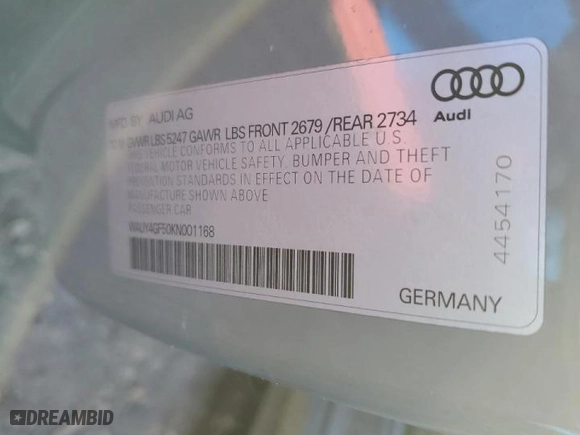 MFD BY AUDI AG
GVWR LBS 5247 GAWR LBS FRONT 2679 /REAR 2734
THIS VEHICLE CONFORMS TO ALL APPLICABLE U.S.
FEDERAL MOTOR VEHICLE SAFETY, BUMPER AND THEFT
PREVENTION STANDARDS IN EFFECT ON THE DATE OF
MANUFACTURE SHOWN ABOVE
PASSENGER CAR
WAUY4GF50KN001168
Audi
4454170
GERMANY
DREAMBID